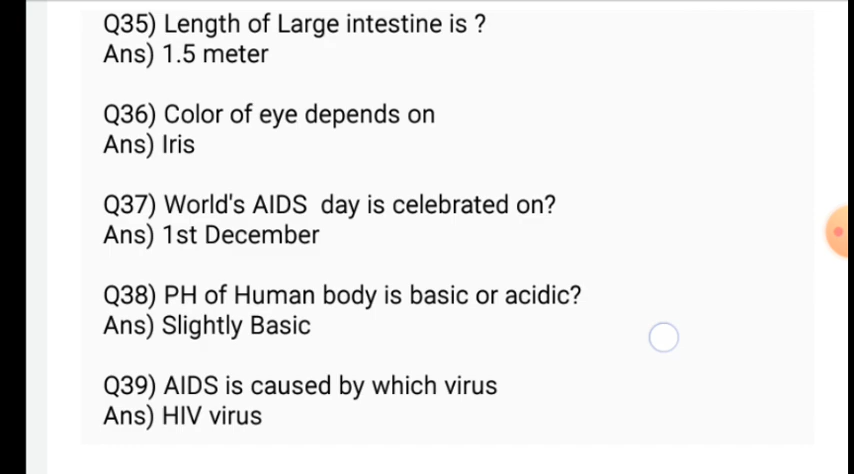 Q35) Length of Large intestine is ?
Ans) 1.5 meter
Q36) Color of eye depends on
Ans) Iris
Q37) World's AIDS  day is celebrated on?
Ans) 1st December
Q38) PH of Human body is basic or acidic?
Ans) Slightly Basic
Q39) AIDS is caused by which virus
Ans) HIV virus